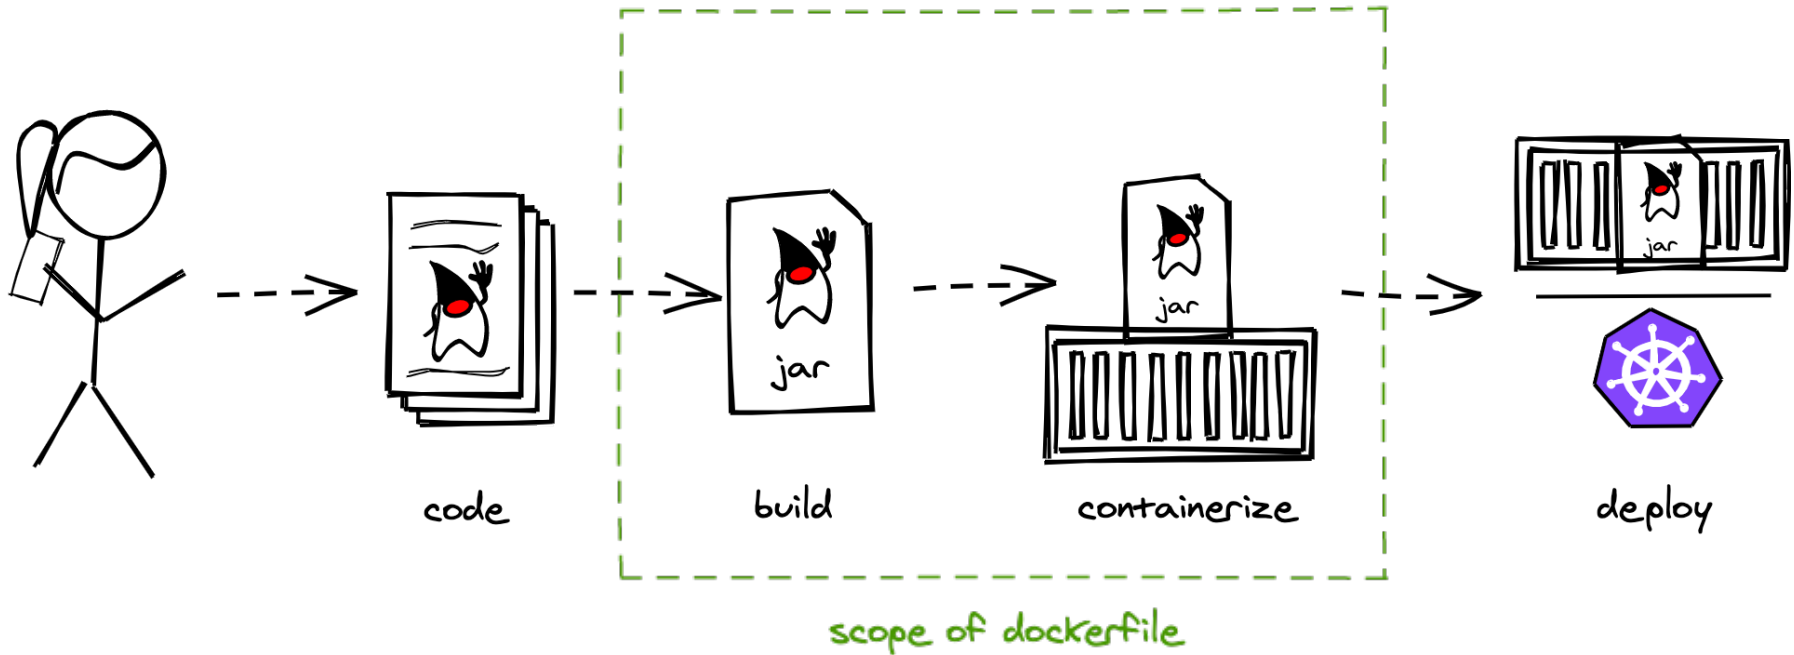 jar
jar
jar
code
build
containerize
deploy
scope of dockerfile